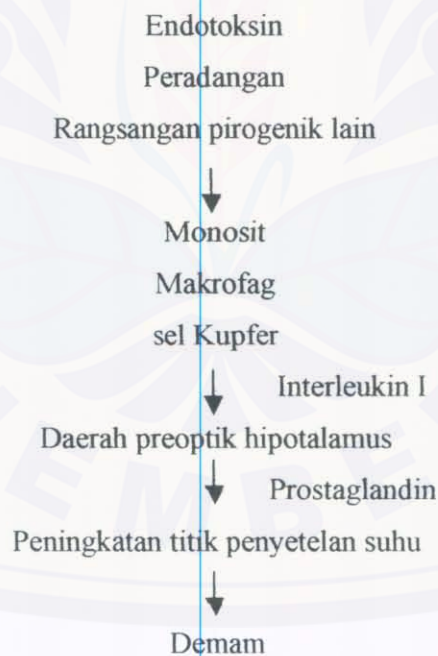 Endotoksin
Peradangan
Rangsangan pirogenik lain
Monosit
Makrofag
sel Kupfer
Interleukin I
Daerah preoptik hipotalamus
Prostaglandin
Peningkatan titik penyetelan suhu
Demam